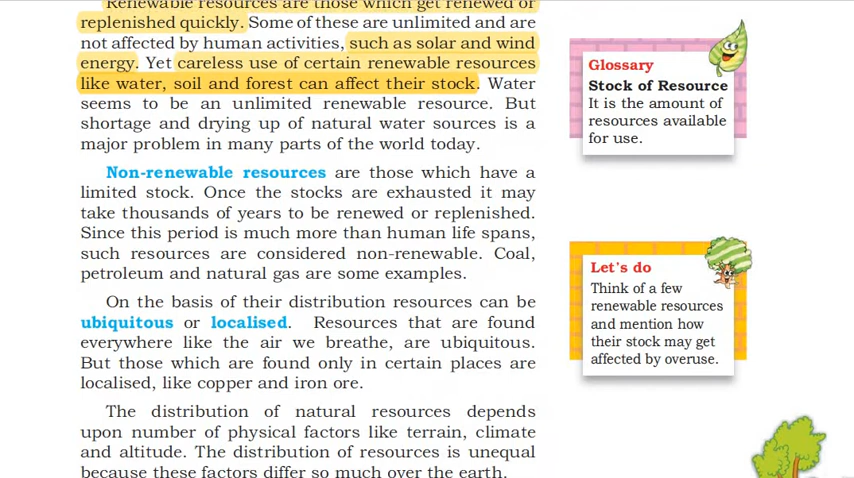 Renewable resources are those which get renewed or
replenished quickly. Some of these are unlimited and are
not affected by human activities, such as solar and wind
energy. Yet careless use of certain renewable resources
like water, soil and forest can affect their stock. Water
seems to be an unlimited renewable resource. But
shortage and drying up of natural water sources is a
major problem in many parts of the world today.
Non-renewable resources are those which have a
limited stock. Once the stocks are exhausted it may
take thousands of years to be renewed or replenished.
Since this period is much more than human life spans,
such resources are considered non-renewable. Coal,
petroleum and natural gas are some examples.
On the basis of their distribution resources can be
ubiquitous or localised. Resources that are found
everywhere like the air we breathe, are ubiquitous.
But those which are found only in certain places are
localised, like copper and iron ore.
The distribution of natural resources depends
upon number of physical factors like terrain, climate
and altitude. The distribution of resources is unequal
because these factors differ so much over the earth.
Glossary
Stock of Resource
It is the amount of
resources available
for use.
Let's do
Think of a few
renewable resources
and mention how
their stock may get
affected by overuse.